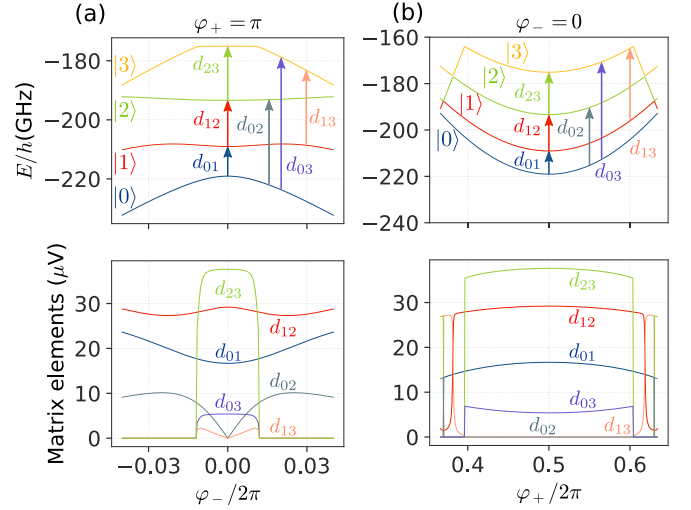 (a)
φ₊ = π
(b)
φ₋ = 0
E/h(GHz)
−180
−200
−220
|3⟩
|2⟩
|1⟩
|0⟩
d₂₃
d₁₂
d₀₂
d₁₃
d₀₁
d₀₃
−160
−180
−200
−220
−240
|3⟩
|2⟩
|1⟩
|0⟩
d₂₃
d₁₂
d₀₂
d₀₁
d₀₃
d₁₃
Matrix elements (μV)
30
20
10
0
d₂₃
d₁₂
d₀₁
d₀₂
d₀₃
d₁₃
−0.03
0.00
0.03
φ₋/2π
30
20
10
0
d₂₃
d₁₂
d₀₁
d₀₃
d₀₂
d₁₃
0.4
0.5
0.6
φ₊/2π